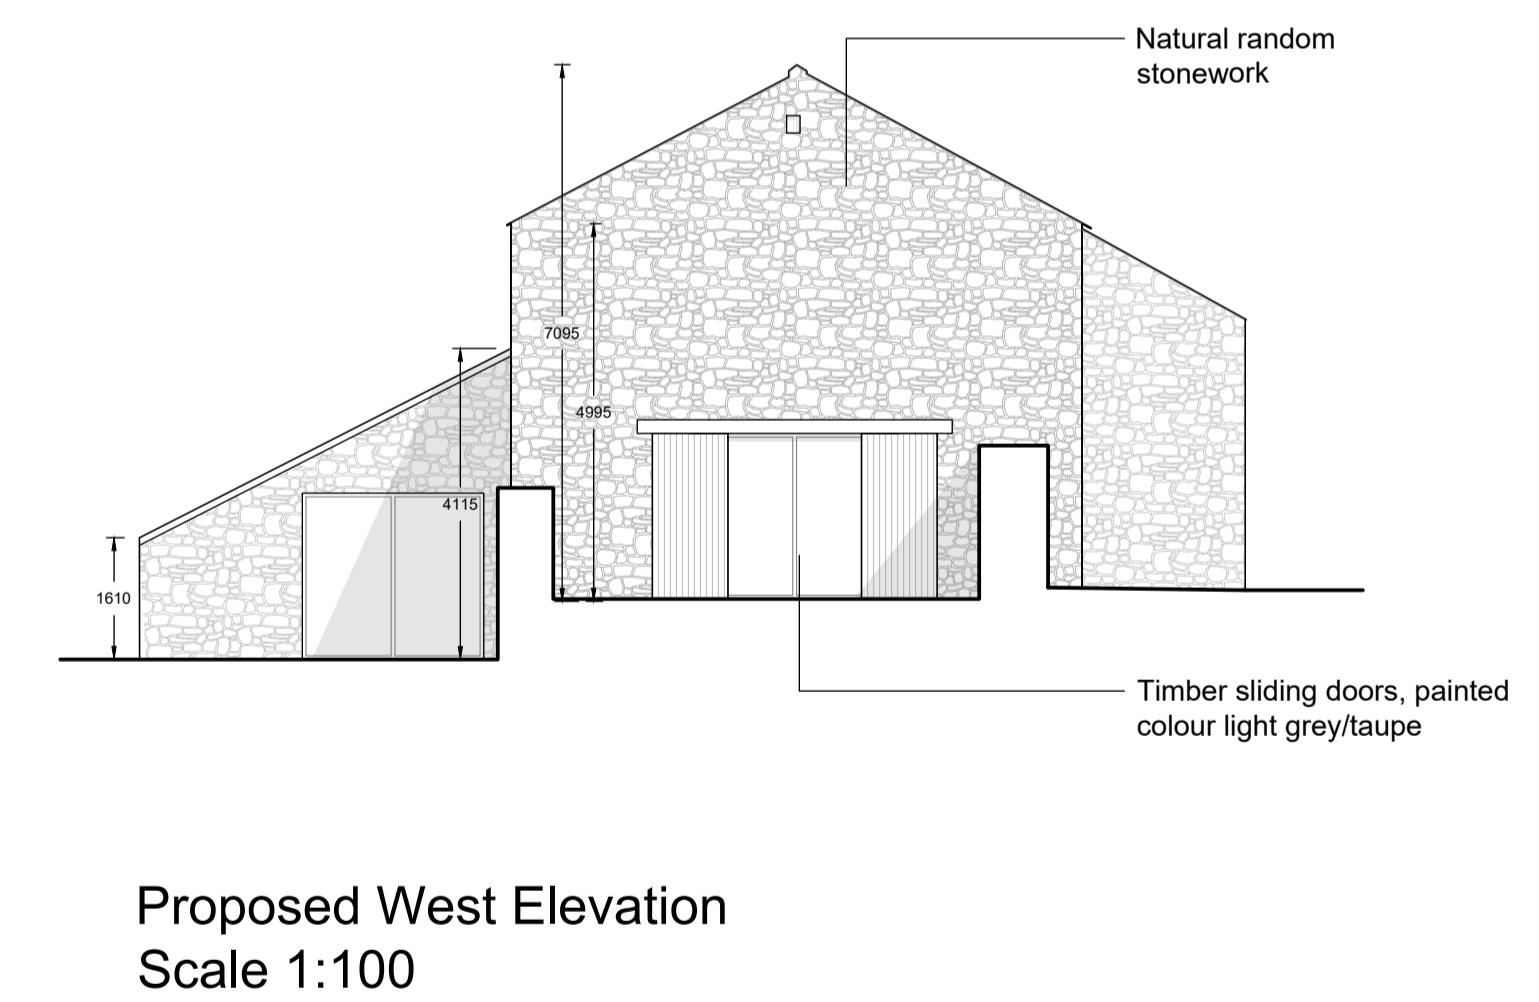 Natural random
stonework
7095
4995
4115
1610
Timber sliding doors, painted
colour light grey/taupe
Proposed West Elevation
Scale 1:100